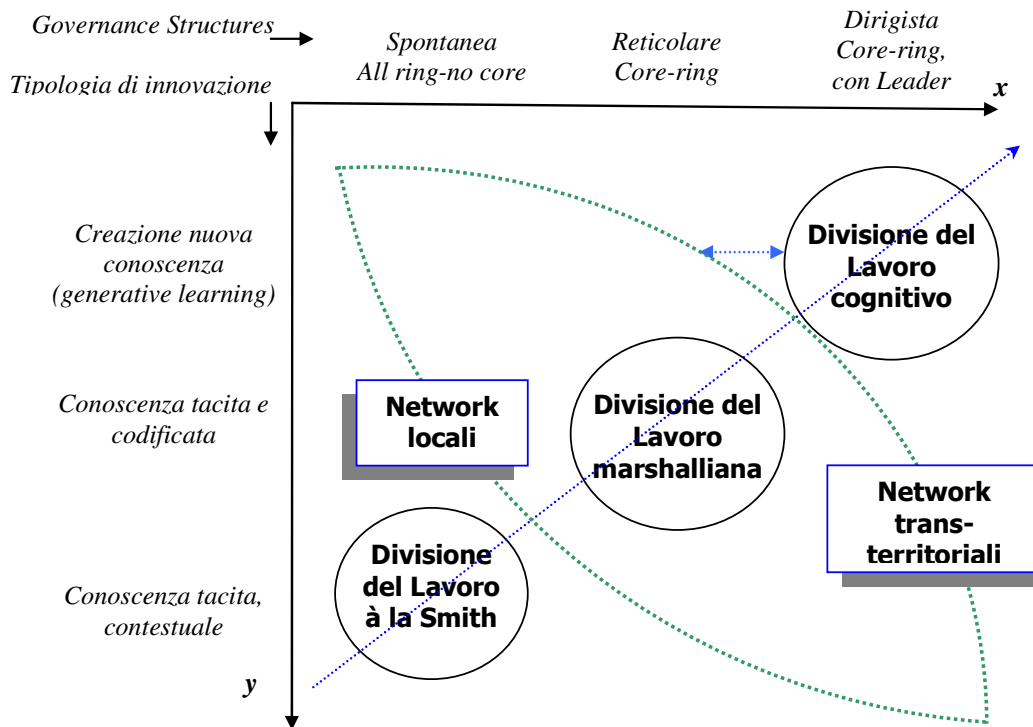 Governance Structures
Tipologia di innovazione
Spontanea
All ring-no core
Reticolare
Core-ring
Dirigista
Core-ring,
con Leader
x
Creazione nuova
conoscenza
(generative learning)
Divisione del
Lavoro
cognitivo
Conoscenza tacita e
codificata
Network
locali
Divisione del
Lavoro
marshalliana
Network
trans-
territoriali
Conoscenza tacita,
contestuale
Divisione
del Lavoro
à la Smith
y